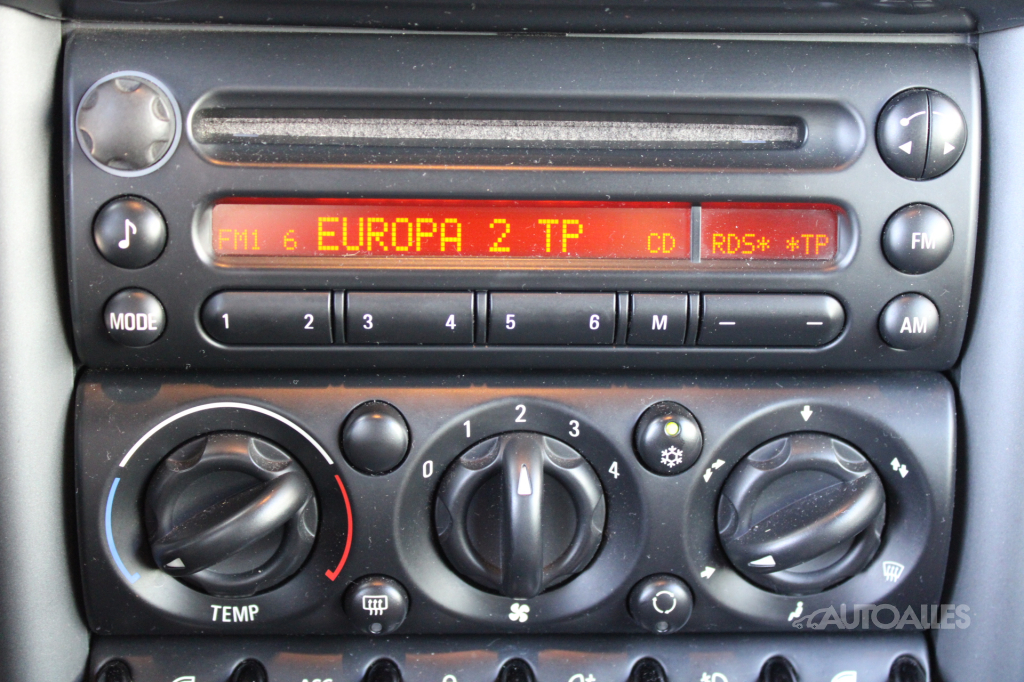 EUROPA 2 TP
FM1 6 CD RDS* *TP
FM
MODE 1 2 3 4 5 6 M — — AM
0 1 2 3 4
TEMP
AUTOALLES